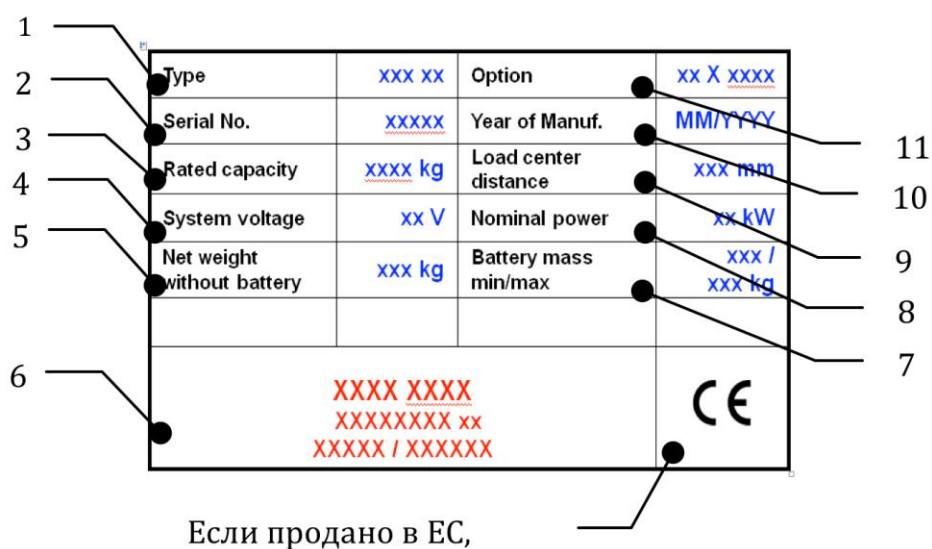 1
2
3
4
5
6
Type xxx xx Option xx X xxxx
Serial No. xxxxx Year of Manuf. MM/YYYY
Rated capacity xxxx kg Load center distance xxx mm
System voltage xx V Nominal power xx kW
Net weight without battery xxx kg Battery mass min/max xxx / xxx kg
XXXX XXXX
XXXXXXXX xx
XXXXX / XXXXXX
CE
11
10
9
8
7
Если продано в ЕС,